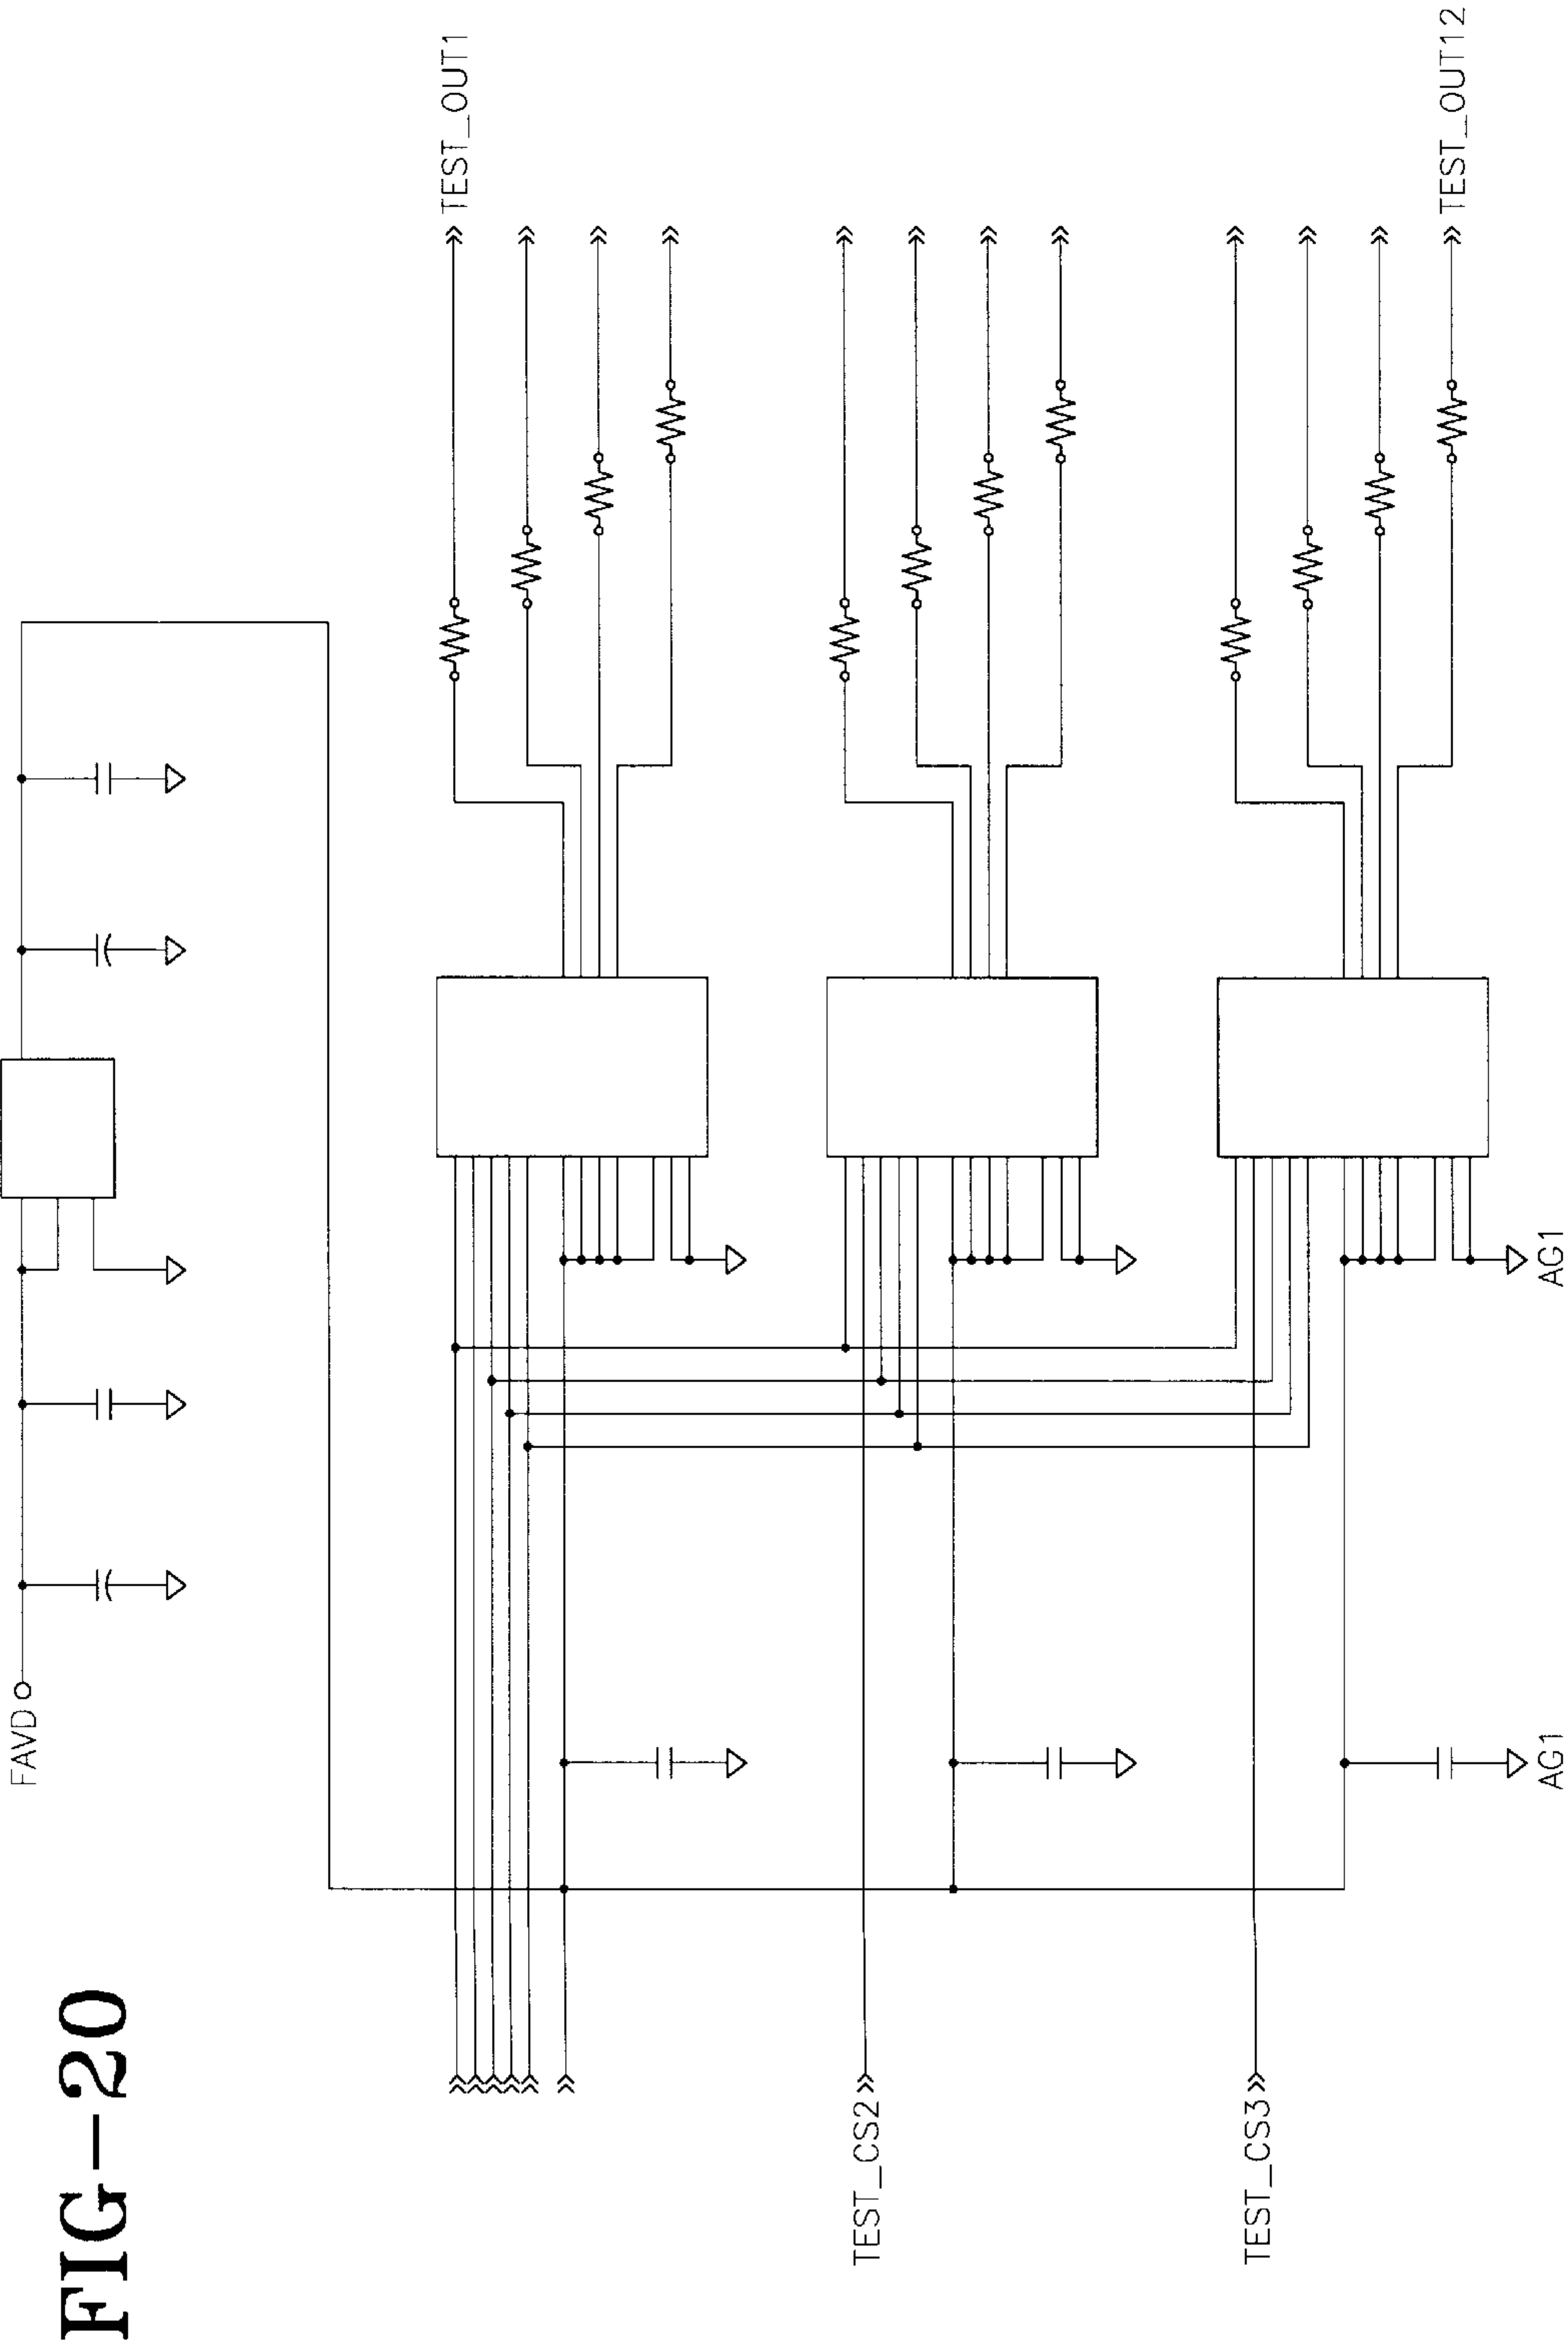 FIG-20
FAVD
TEST_OUT1
TEST_CS2
TEST_CS3
AG1
AG1
TEST_OUT12